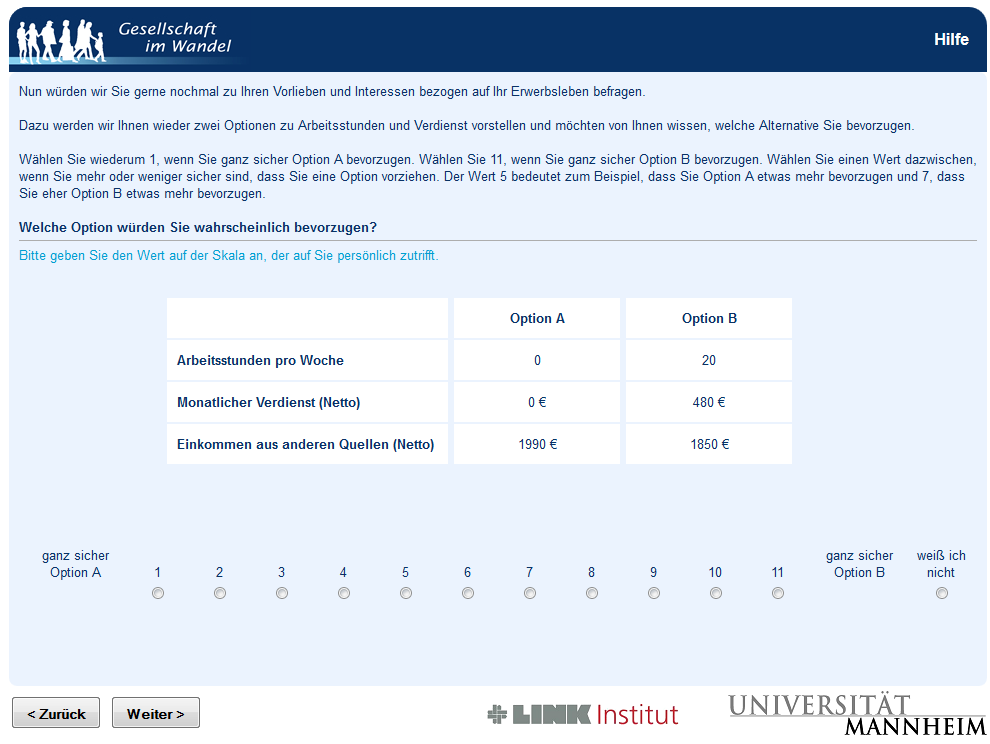 Gesellschaft
im Wandel
Hilfe
Nun würden wir Sie gerne nochmal zu Ihren Vorlieben und Interessen bezogen auf Ihr Erwerbsleben befragen.
Dazu werden wir Ihnen wieder zwei Optionen zu Arbeitsstunden und Verdienst vorstellen und möchten von Ihnen wissen, welche Alternative Sie bevorzugen.
Wählen Sie wiederum 1, wenn Sie ganz sicher Option A bevorzugen. Wählen Sie 11, wenn Sie ganz sicher Option B bevorzugen. Wählen Sie einen Wert dazwischen,
wenn Sie mehr oder weniger sicher sind, dass Sie eine Option vorziehen. Der Wert 5 bedeutet zum Beispiel, dass Sie Option A etwas mehr bevorzugen und 7, dass
Sie eher Option B etwas mehr bevorzugen.
Welche Option würden Sie wahrscheinlich bevorzugen?
Bitte geben Sie den Wert auf der Skala an, der auf Sie persönlich zutrifft.
Option A Option B
Arbeitsstunden pro Woche 0 20
Monatlicher Verdienst (Netto) 0 € 480 €
Einkommen aus anderen Quellen (Netto) 1990 € 1850 €
ganz sicher ganz sicher weiß ich
Option A 1 2 3 4 5 6 7 8 9 10 11 Option B nicht
< Zurück Weiter >
LINK Institut
UNIVERSITÄT
MANNHEIM